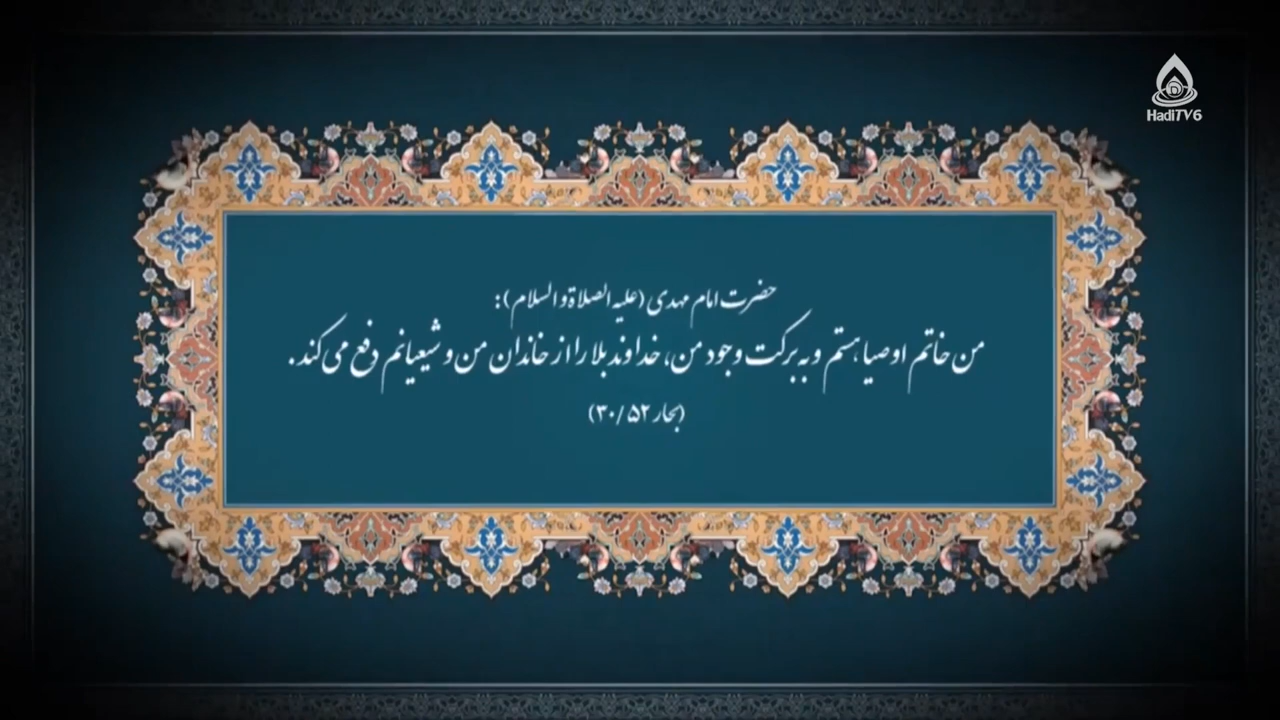 HadiTV6
حضرت امام مهدی (علیه الصلاة و السلام):
من خاتم اوصیا هستم و به برکت وجود من، خداوند بلا را از خاندان من و شیعیانم دفع می کند.
(بحار ۵۲/۳۰)